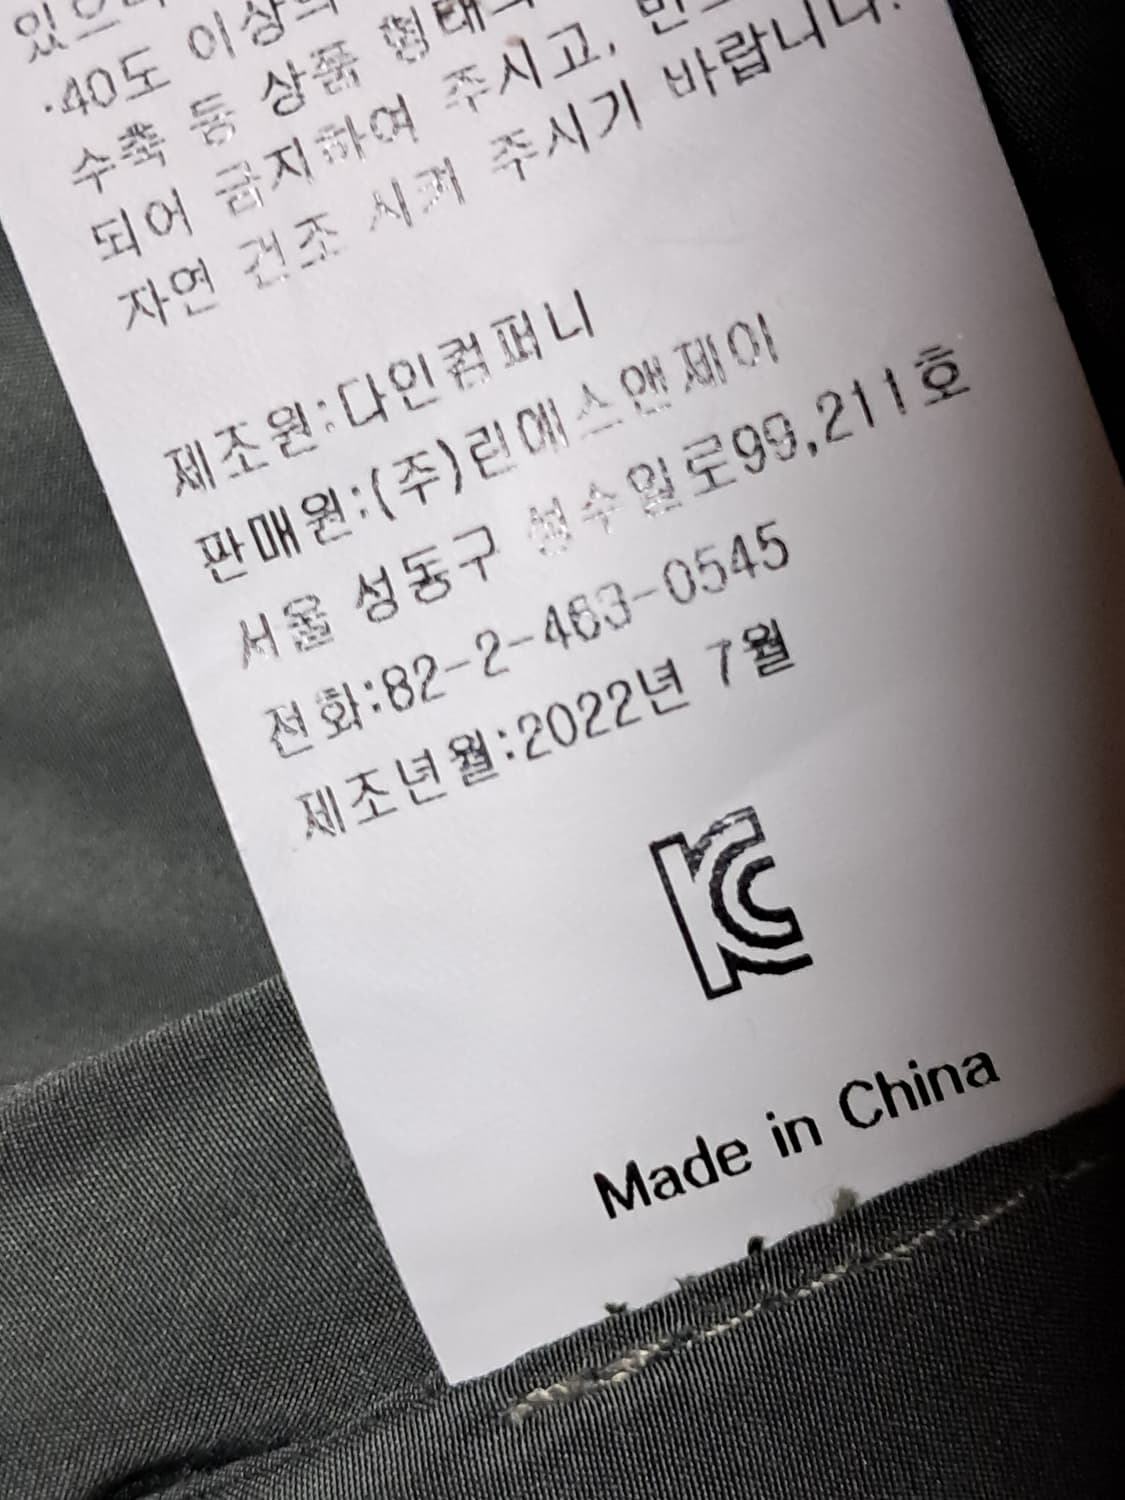 ·40도 이상의
수축 등 상품 형태
되어 금지하여 주시고,
자연 건조 시켜 주시기 바랍니다.
제조원:다인컴퍼니
판매원:(주)린에스앤제이
서울 성동구 성수일로99,211호
전화:82-2-463-0545
제조년월:2022년 7월
KC
Made in China